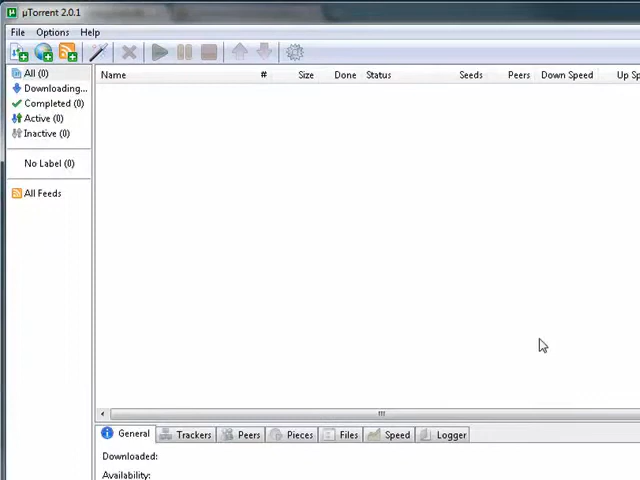 µTorrent 2.0.1
File Options Help
All (0)
Name # Size Done Status Seeds Peers Down Speed Up Sp
Downloading...
Completed (0)
Active (0)
Inactive (0)
No Label (0)
All Feeds
General Trackers Peers Pieces Files Speed Logger
Downloaded:
Availability: